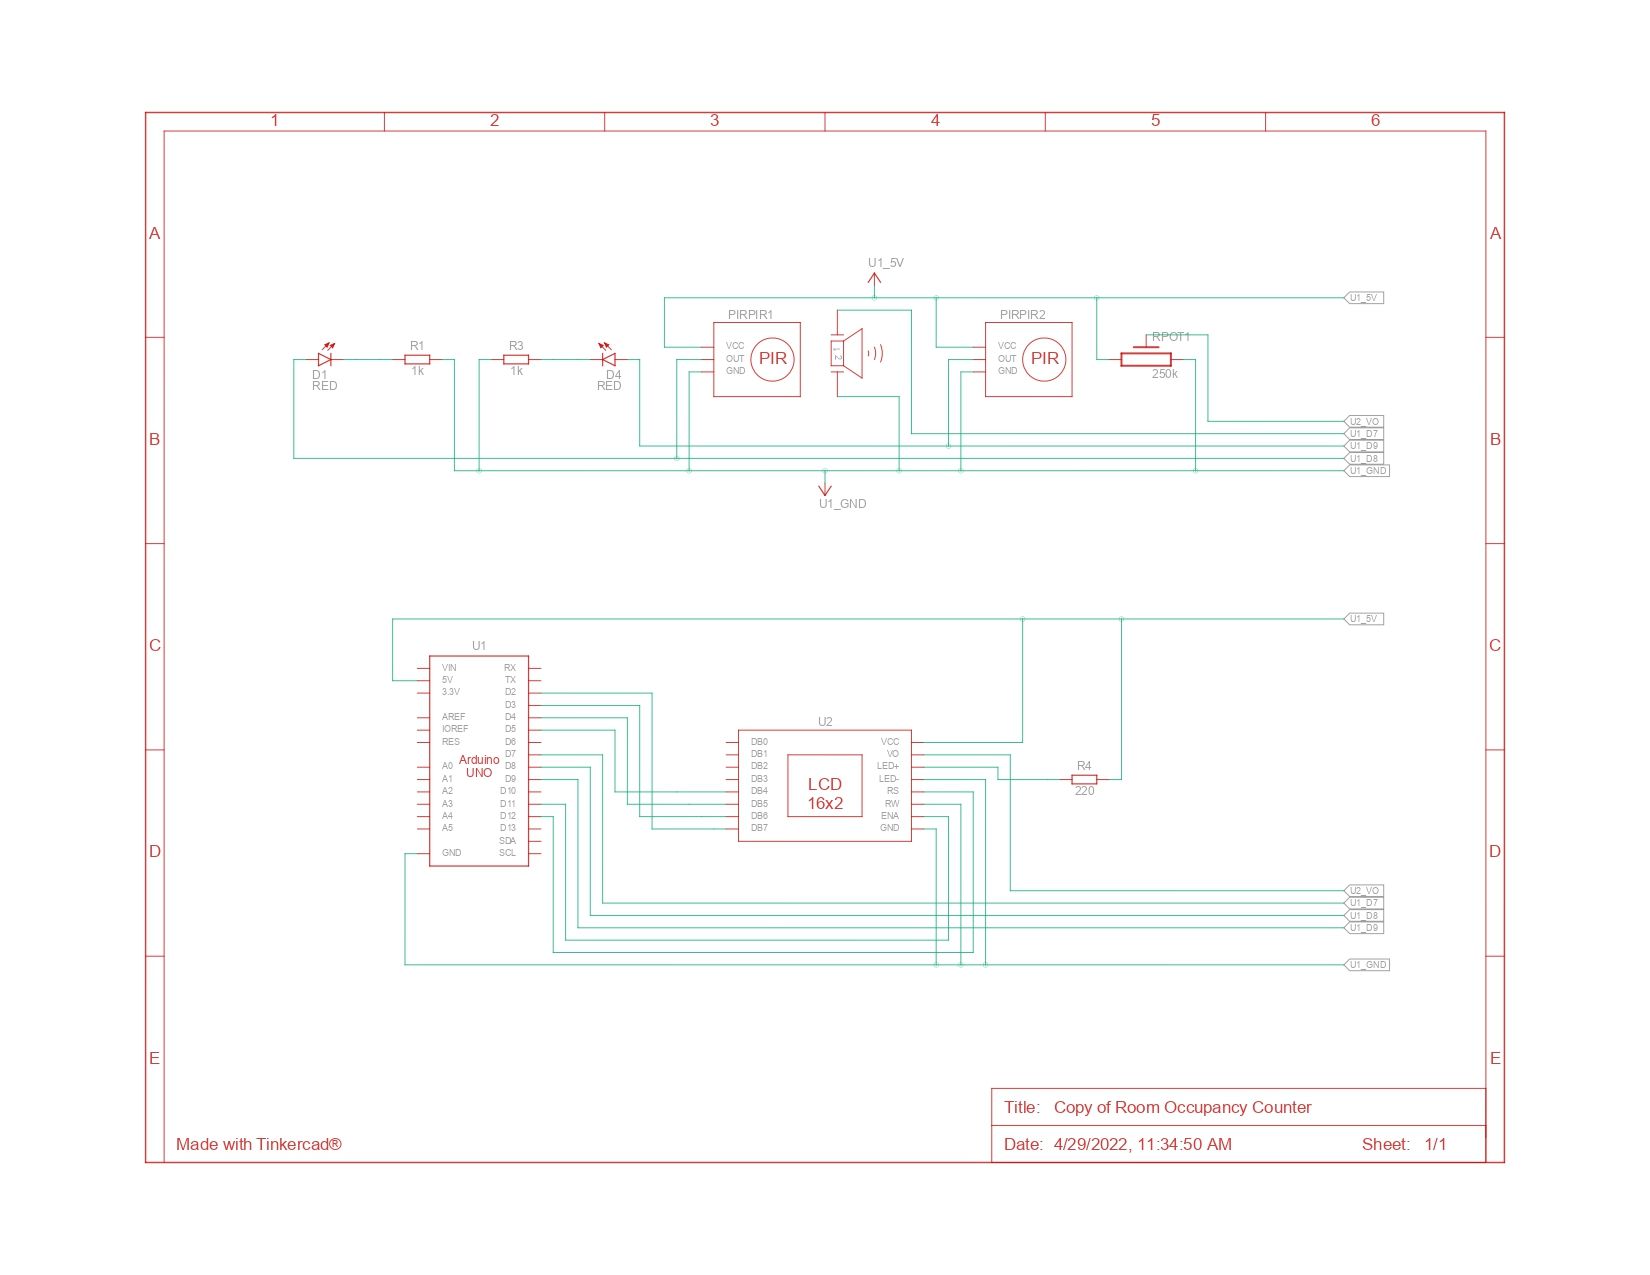 1 2 3 4 5 6
A A
U1_5V
U1_5V
PIRPIR1 PIRPIR2
RPOT1
VCC VCC
R1 R3
OUT PIR 1 2 OUT PIR
1k 1k
GND GND
D1 D4 250k
RED RED
U2_VO
U1_D7
B B
U1_D9
U1_D8
U1_GND
U1_GND
U1_5V
C C
U1
VIN RX
5V TX
3.3V D2
D3
AREF D4
IOREF D5
RES D6
D7
Arduino
UNO
A0 D8
A1 D9
A2 D10
A3 D11
A4 D12
A5 D13
SDA
GND SCL
U2
DB0 VCC
DB1 VO
DB2 LED+
DB3 LED-
DB4 RS
DB5 RW
DB6 ENA
DB7 GND
LCD
16x2
R4
220
D D
U2_VO
U1_D7
U1_D8
U1_D9
U1_GND
E E
Title: Copy of Room Occupancy Counter
Made with Tinkercad®
Date: 4/29/2022, 11:34:50 AM Sheet: 1/1